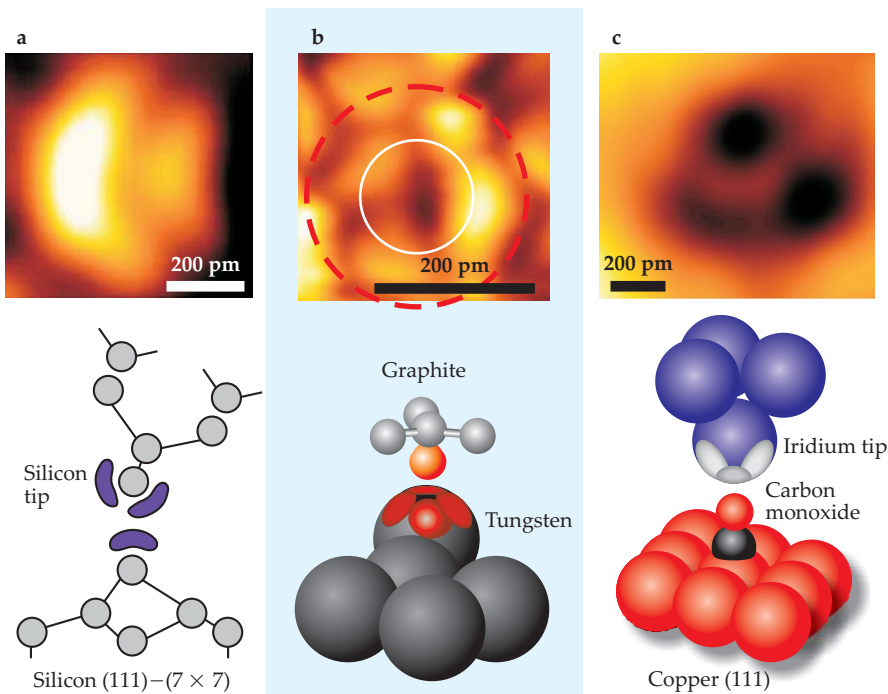 a
b
c
200 pm
200 pm
200 pm
Graphite
Silicon
tip
Tungsten
Iridium tip
Carbon
monoxide
Silicon (111)−(7 × 7)
Copper (111)